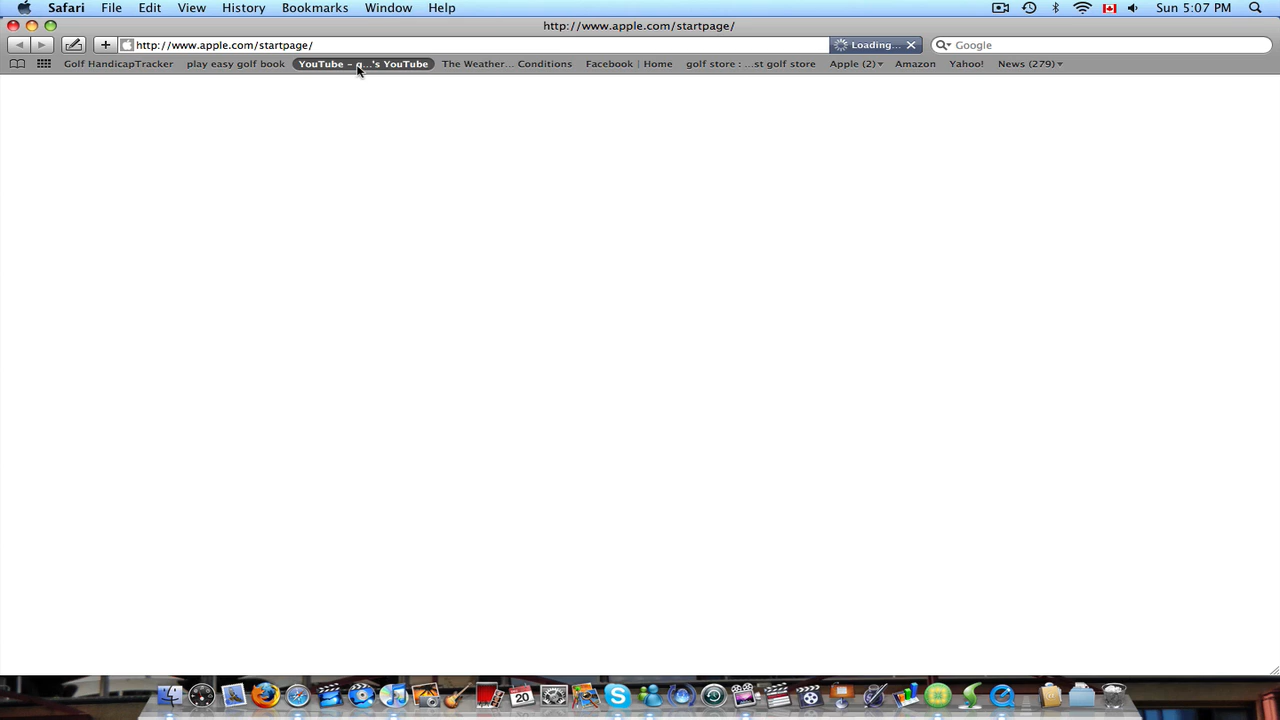 Safari File Edit View History Bookmarks Window Help Sun 5:07 PM
http://www.apple.com/startpage/
http://www.apple.com/startpage/ Loading... Google
Golf HandicapTracker play easy golf book YouTube – g...'s YouTube The Weather... Conditions Facebook | Home golf store : ...st golf store Apple (2) Amazon Yahoo! News (279)
20